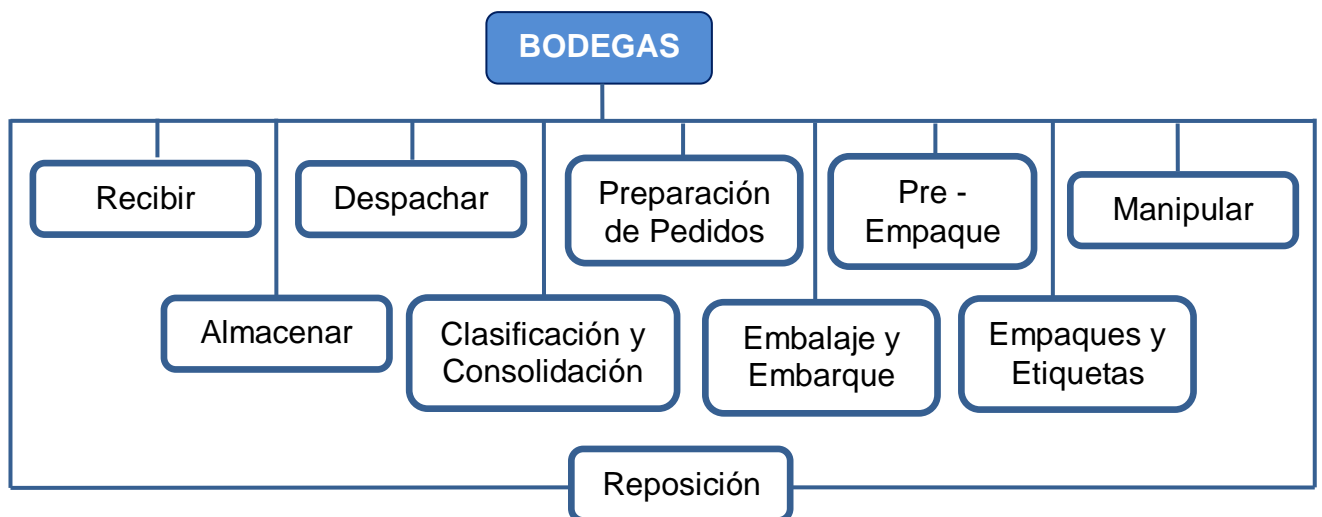 BODEGAS
Recibir
Despachar
Preparación
de Pedidos
Pre -
Empaque
Manipular
Almacenar
Clasificación y
Consolidación
Embalaje y
Embarque
Empaques y
Etiquetas
Reposición